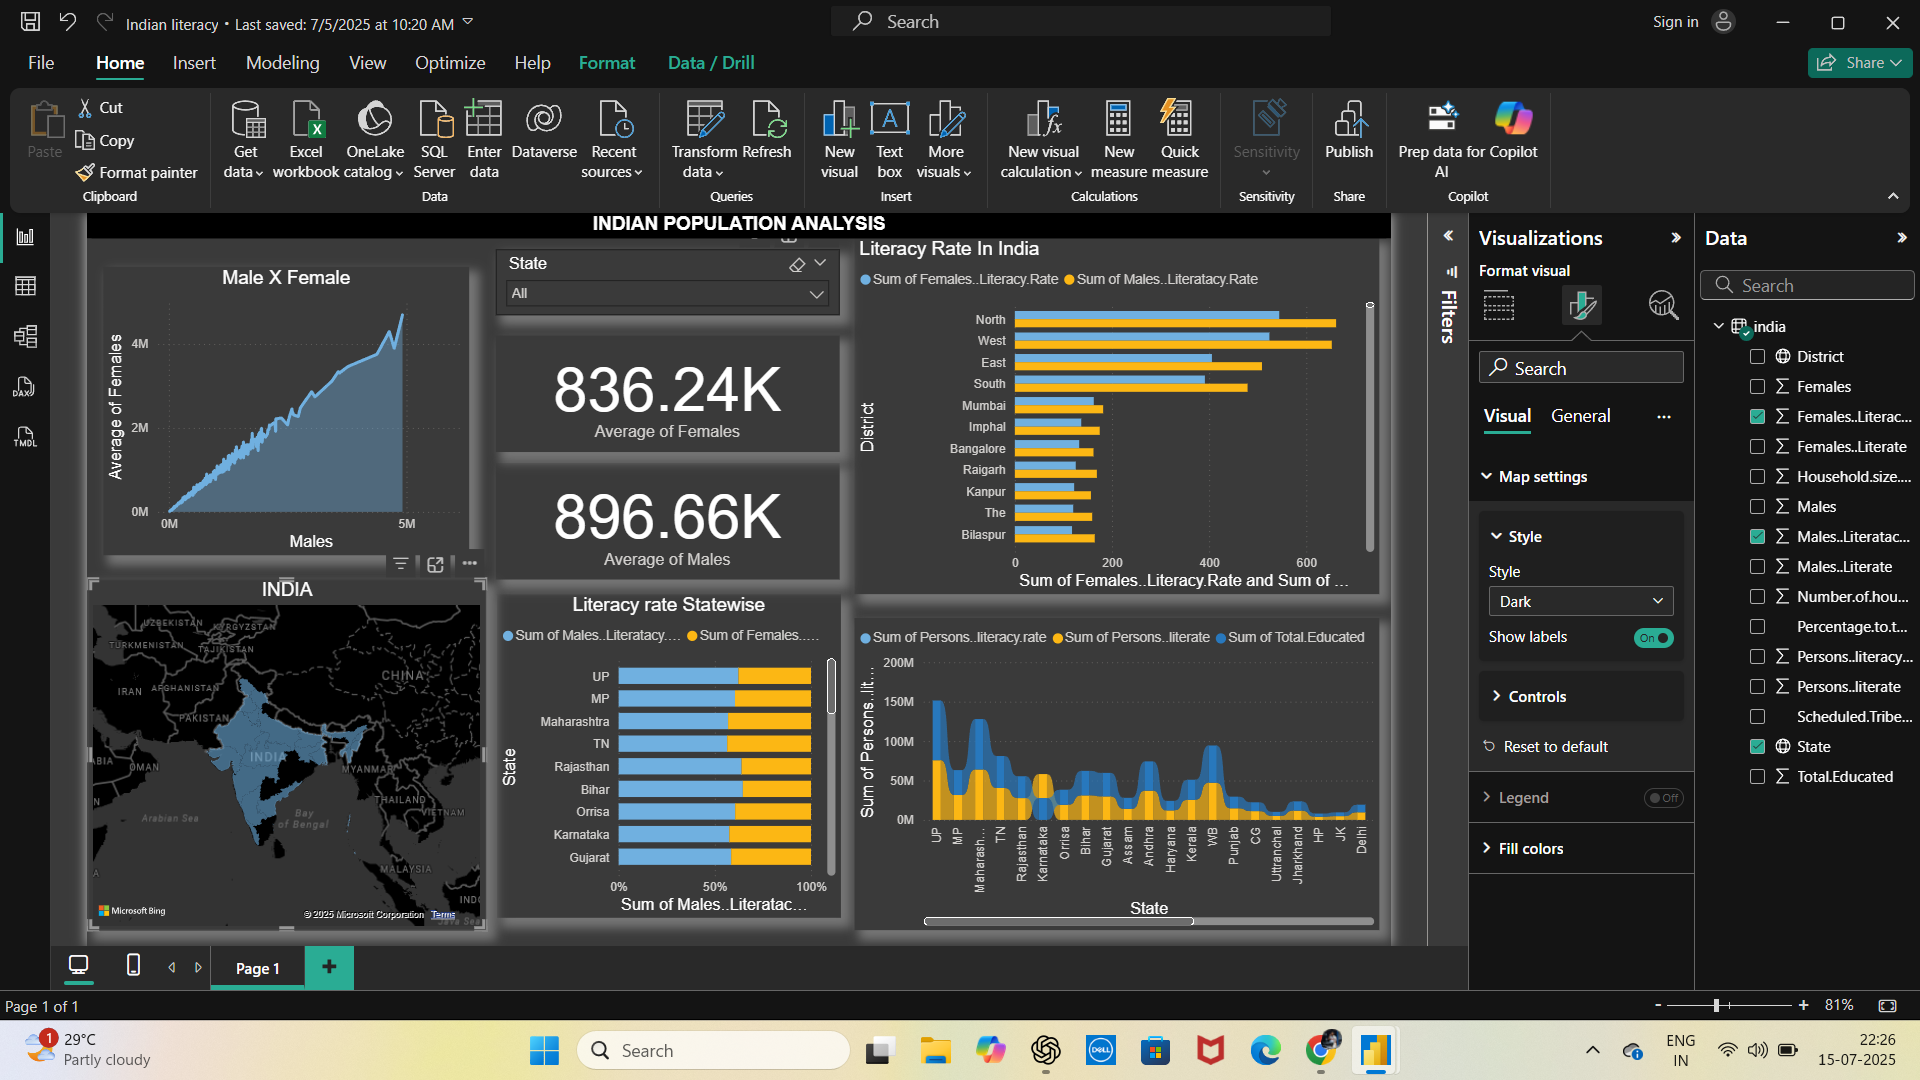 Indian literacy • Last saved: 7/5/2025 at 10:20 AM
Search
Sign in
File
Home
Insert
Modeling
View
Optimize
Help
Format
Data / Drill
Share
Paste
Cut
Copy
Format painter
Clipboard
Get data
Excel workbook
OneLake catalog
SQL Server
Enter data
Dataverse
Recent sources
Data
Transform data
Refresh
Queries
New visual
Text box
More visuals
Insert
New visual calculation
New measure
Quick measure
Calculations
Sensitivity
Sensitivity
Publish
Share
Prep data for AI
Copilot
Copilot
INDIAN POPULATION ANALYSIS
Male X Female
Average of Females
4M
2M
0M
0M
5M
Males
State
All
836.24K
Average of Females
896.66K
Average of Males
Literacy Rate In India
Sum of Females..Literacy.Rate
Sum of Males..Literatacy.Rate
District
North
West
East
South
Mumbai
Imphal
Bangalore
Raigarh
Kanpur
The
Bilaspur
0
200
400
600
Sum of Females..Literacy.Rate and Sum of ...
INDIA
UZBEKISTAN
KYRGYZSTAN
TURKMENISTAN
TAJIKISTAN
CHINA
IRAN
AFGHANISTAN
PAKISTAN
INDIA
OMAN
MYANMAR
THAILAND
VIETNAM
Arabian Sea
Bay of Bengal
MALAYSIA
Microsoft Bing
© 2025 Microsoft Corporation
Terms
Java Sea
Literacy rate Statewise
Sum of Males..Literatacy....
Sum of Females.....
State
UP
MP
Maharashtra
TN
Rajasthan
Bihar
Orrisa
Karnataka
Gujarat
0%
50%
100%
Sum of Males..Literatac...
Sum of Persons..literacy.rate
Sum of Persons..literate
Sum of Total.Educated
Sum of Persons..lit...
200M
150M
100M
50M
0M
UP
MP
Maharash...
TN
Rajasthan
Karnataka
Orrisa
Bihar
Gujarat
Assam
Andhra
Haryana
Kerala
WB
Punjab
CG
Uttranchal
Jharkhand
HP
JK
Delhi
State
Filters
Visualizations
Format visual
Search
Visual
General
Map settings
Style
Style
Dark
Show labels
On
Controls
Reset to default
Legend
Off
Fill colors
Data
Search
india
District
Females
Females..Literac...
Females..Literate
Household.size....
Males
Males..Literatac...
Males..Literate
Number.of.hou...
Percentage.to.t...
Persons..literacy...
Persons..literate
Scheduled.Tribe...
State
Total.Educated
DAX
TMDL
Page 1
Page 1 of 1
81%
1
29°C
Partly cloudy
Search
DELL
ENG
IN
22:26
15-07-2025